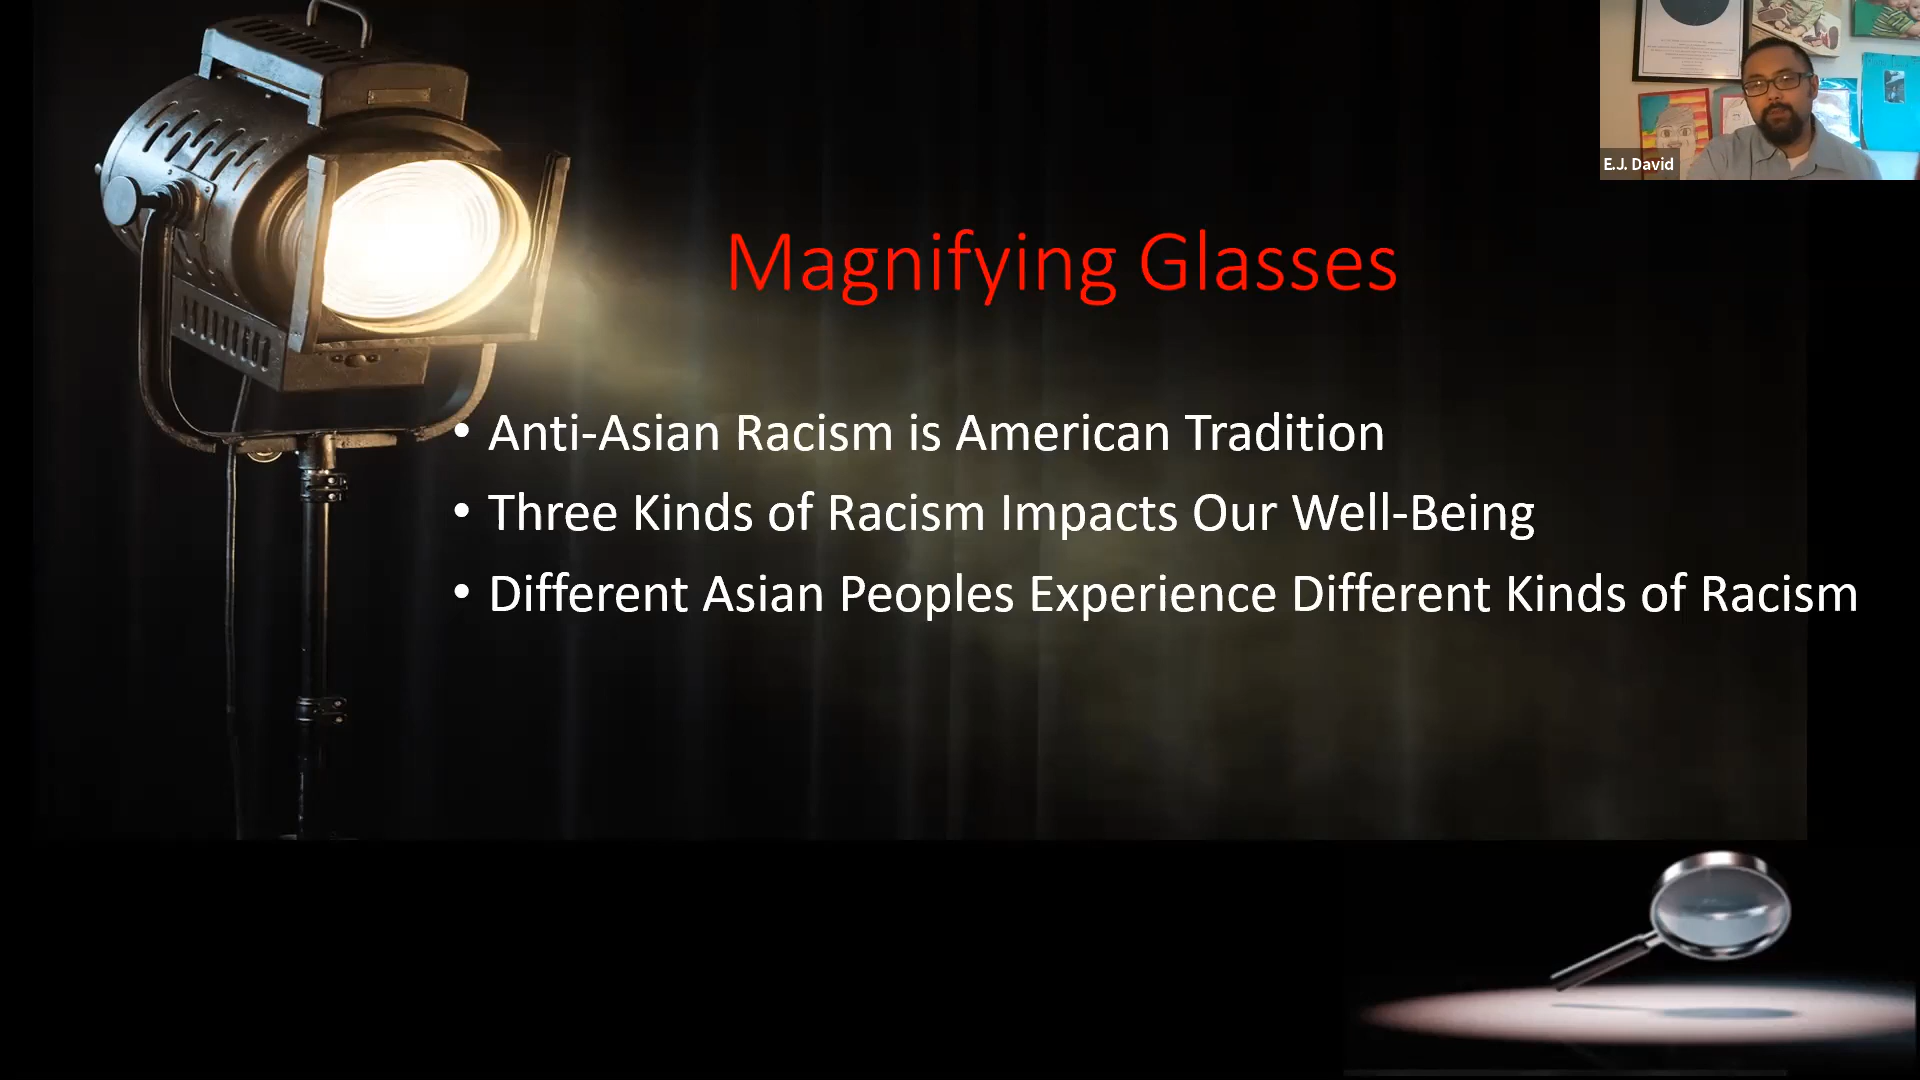 E.J. David
Magnifying Glasses
• Anti-Asian Racism is American Tradition
• Three Kinds of Racism Impacts Our Well-Being
• Different Asian Peoples Experience Different Kinds of Racism